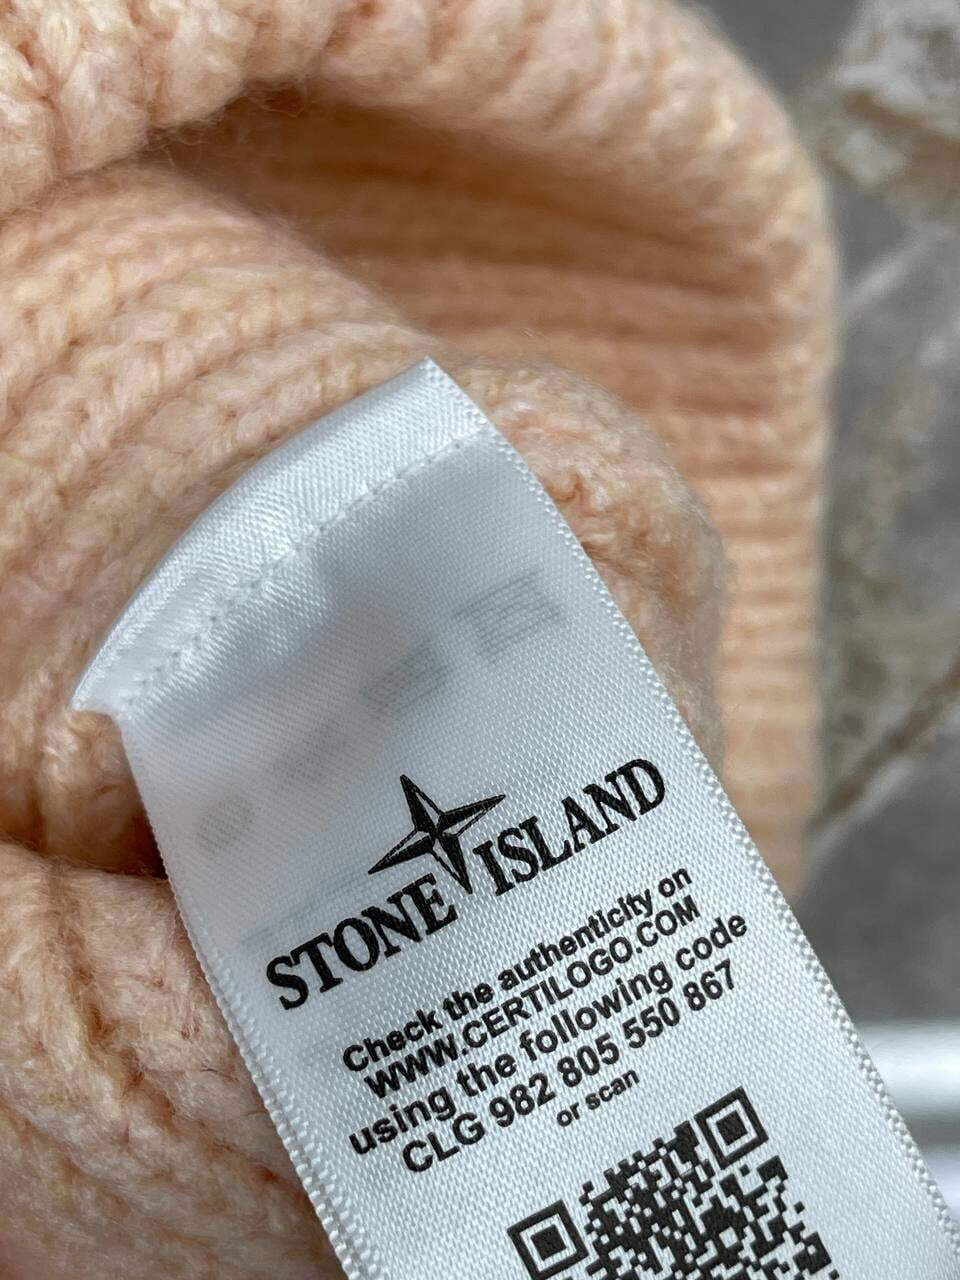 STONE ISLAND
Check the authenticity on
WWW.CERTILOGO.COM
using the following code
CLG 982 805 550 867
or scan